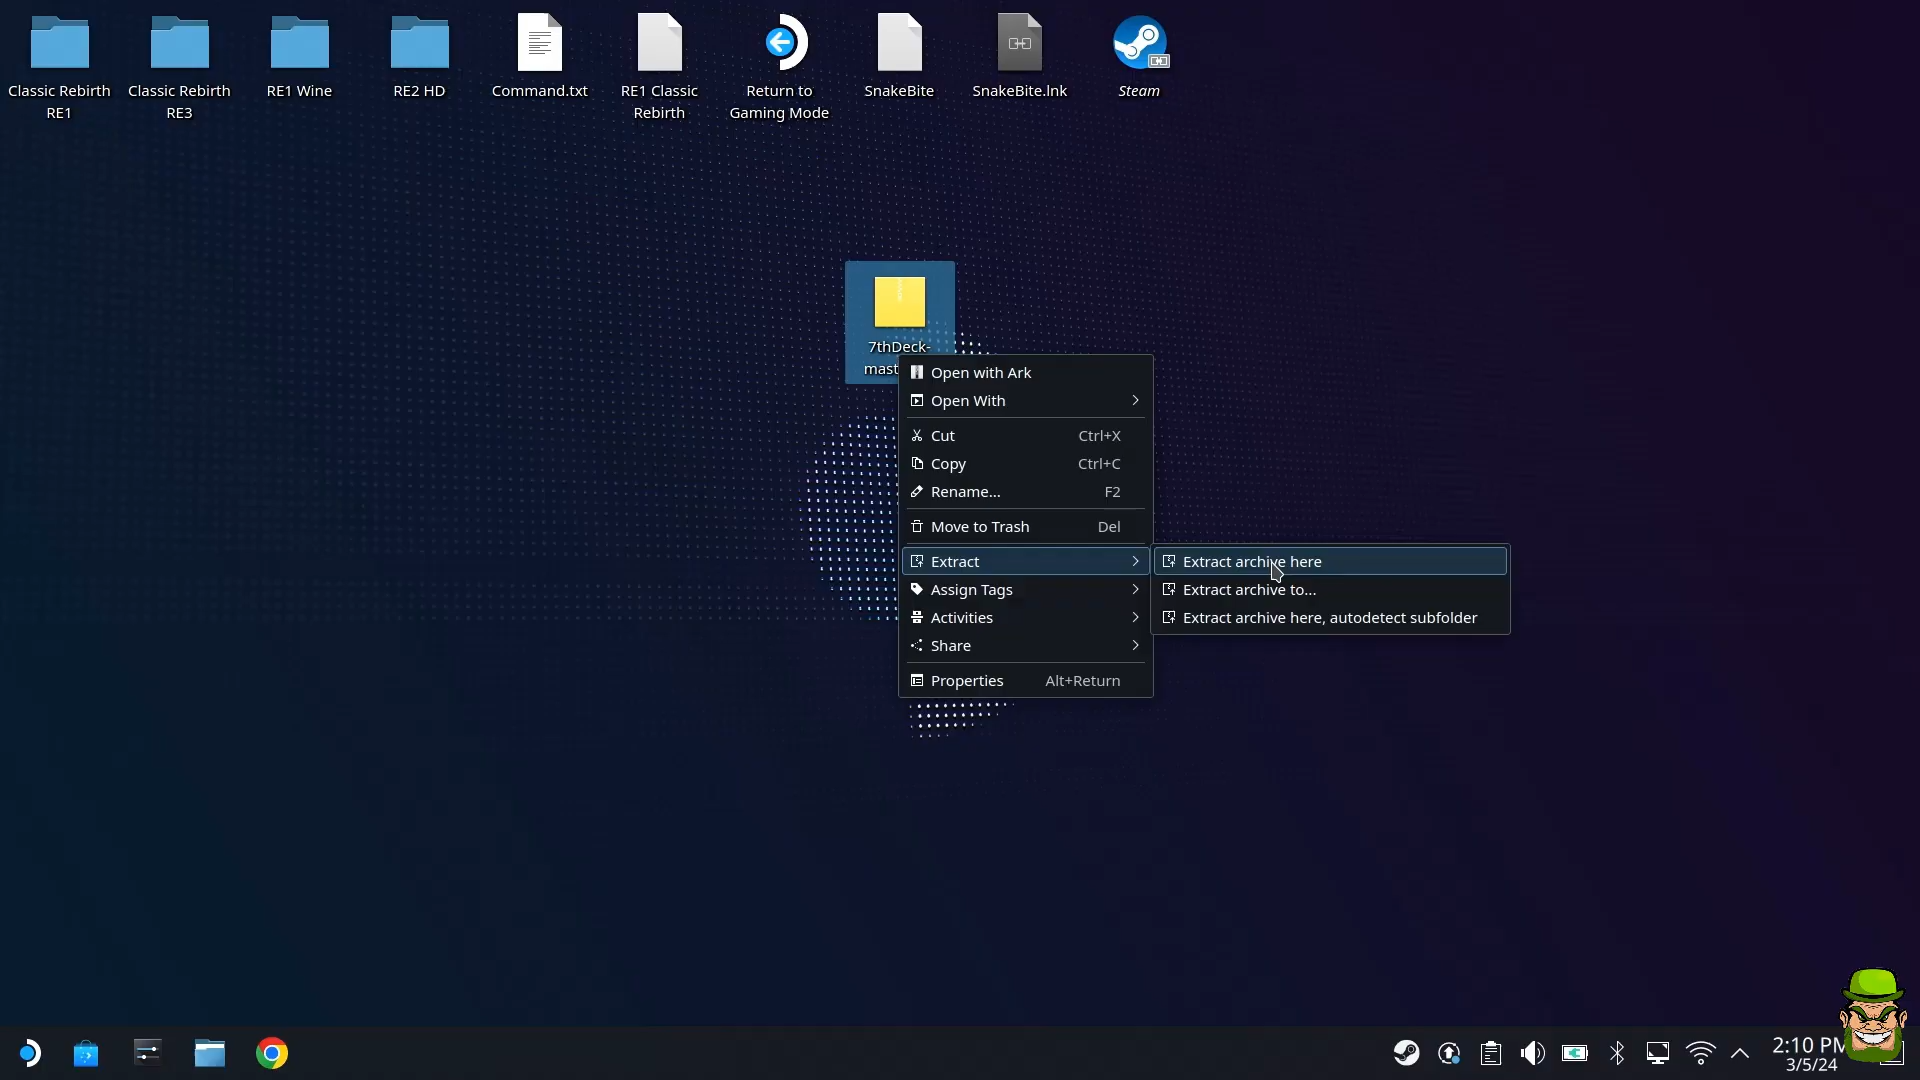 Classic Rebirth
RE1
Classic Rebirth
RE3
RE1 Wine
RE2 HD
Command.txt
RE1 Classic
Rebirth
Return to
Gaming Mode
SnakeBite
SnakeBite.lnk
Steam
7thDeck-
mast
Open with Ark
Open With
Cut Ctrl+X
Copy Ctrl+C
Rename... F2
Move to Trash Del
Extract
Assign Tags
Activities
Share
Properties Alt+Return
Extract archive here
Extract archive to...
Extract archive here, autodetect subfolder
2:10 PM
3/5/24